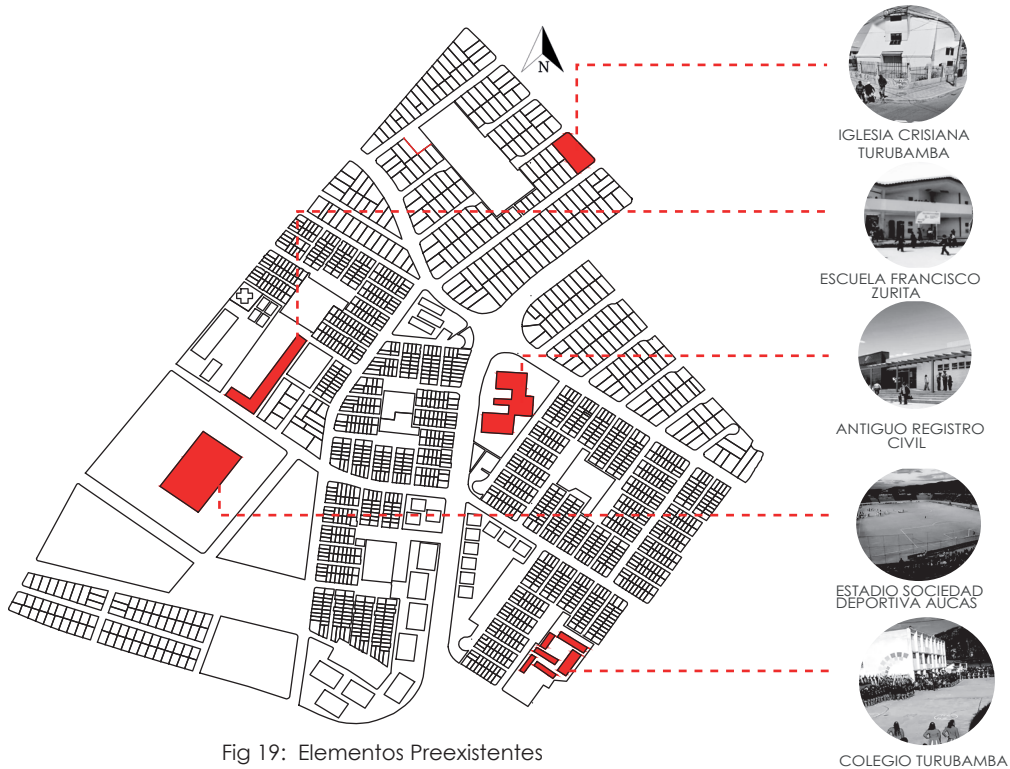 N
IGLESIA CRISIANA
TURUBAMBA
ESCUELA FRANCISCO
ZURITA
ANTIGUO REGISTRO
CIVIL
ESTADIO SOCIEDAD
DEPORTIVA AUCAS
COLEGIO TURUBAMBA
Fig 19: Elementos Preexistentes